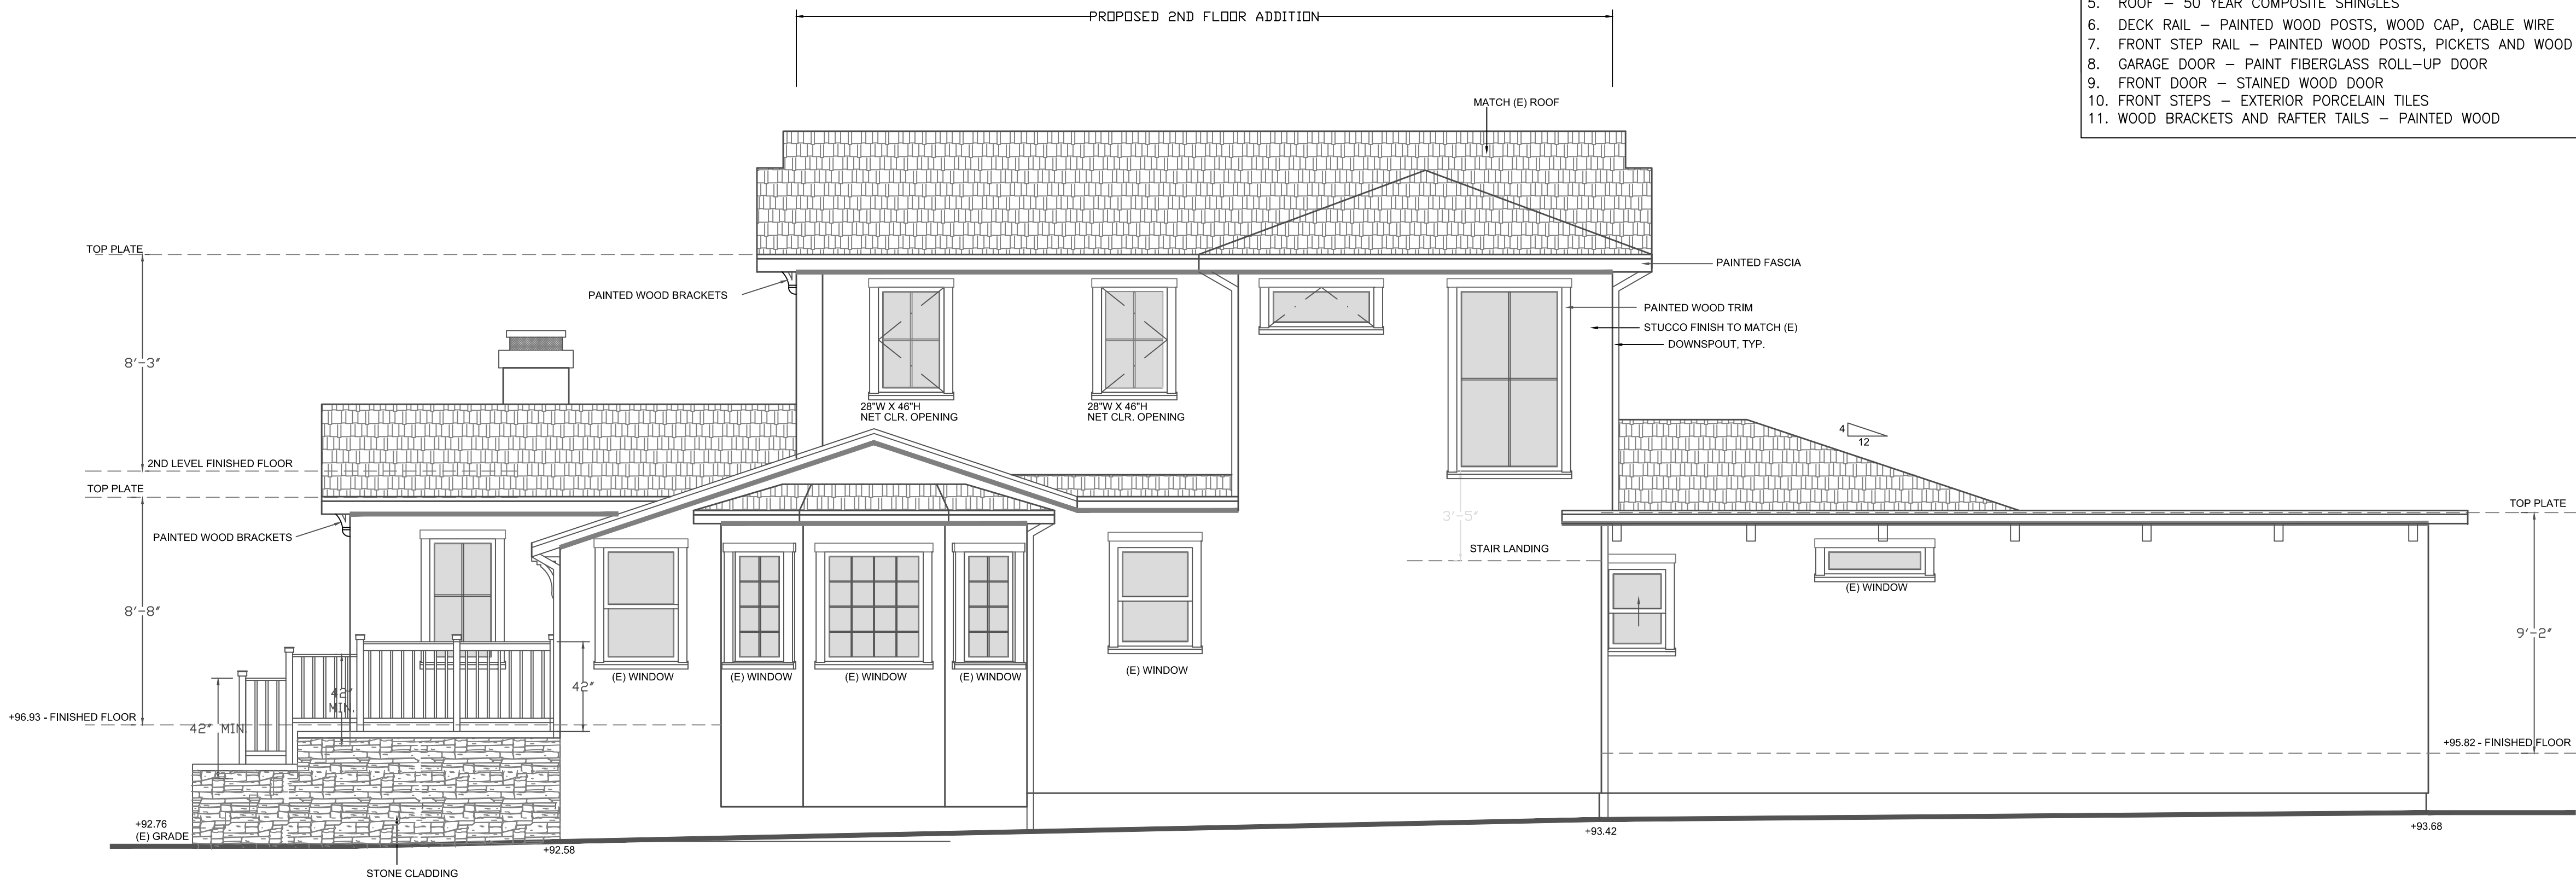 PROPOSED 2ND FLOOR ADDITION
5. ROOF – 50 YEAR COMPOSITE SHINGLES
6. DECK RAIL – PAINTED WOOD POSTS, WOOD CAP, CABLE WIRE
7. FRONT STEP RAIL – PAINTED WOOD POSTS, PICKETS AND WOOD
8. GARAGE DOOR – PAINT FIBERGLASS ROLL–UP DOOR
9. FRONT DOOR – STAINED WOOD DOOR
10. FRONT STEPS – EXTERIOR PORCELAIN TILES
11. WOOD BRACKETS AND RAFTER TAILS – PAINTED WOOD
MATCH (E) ROOF
TOP PLATE
PAINTED FASCIA
PAINTED WOOD BRACKETS
PAINTED WOOD TRIM
STUCCO FINISH TO MATCH (E)
DOWNSPOUT, TYP.
8'-3"
28"W X 46"H
NET CLR. OPENING
28"W X 46"H
NET CLR. OPENING
4
12
2ND LEVEL FINISHED FLOOR
TOP PLATE
TOP PLATE
3'-5"
PAINTED WOOD BRACKETS
STAIR LANDING
(E) WINDOW
8'-8"
9'-2"
(E) WINDOW
(E) WINDOW
(E) WINDOW
(E) WINDOW
(E) WINDOW
42"
42"
MIN.
+96.93 - FINISHED FLOOR
42" MIN.
+95.82 - FINISHED FLOOR
+92.76
(E) GRADE
+92.58
+93.42
+93.68
STONE CLADDING